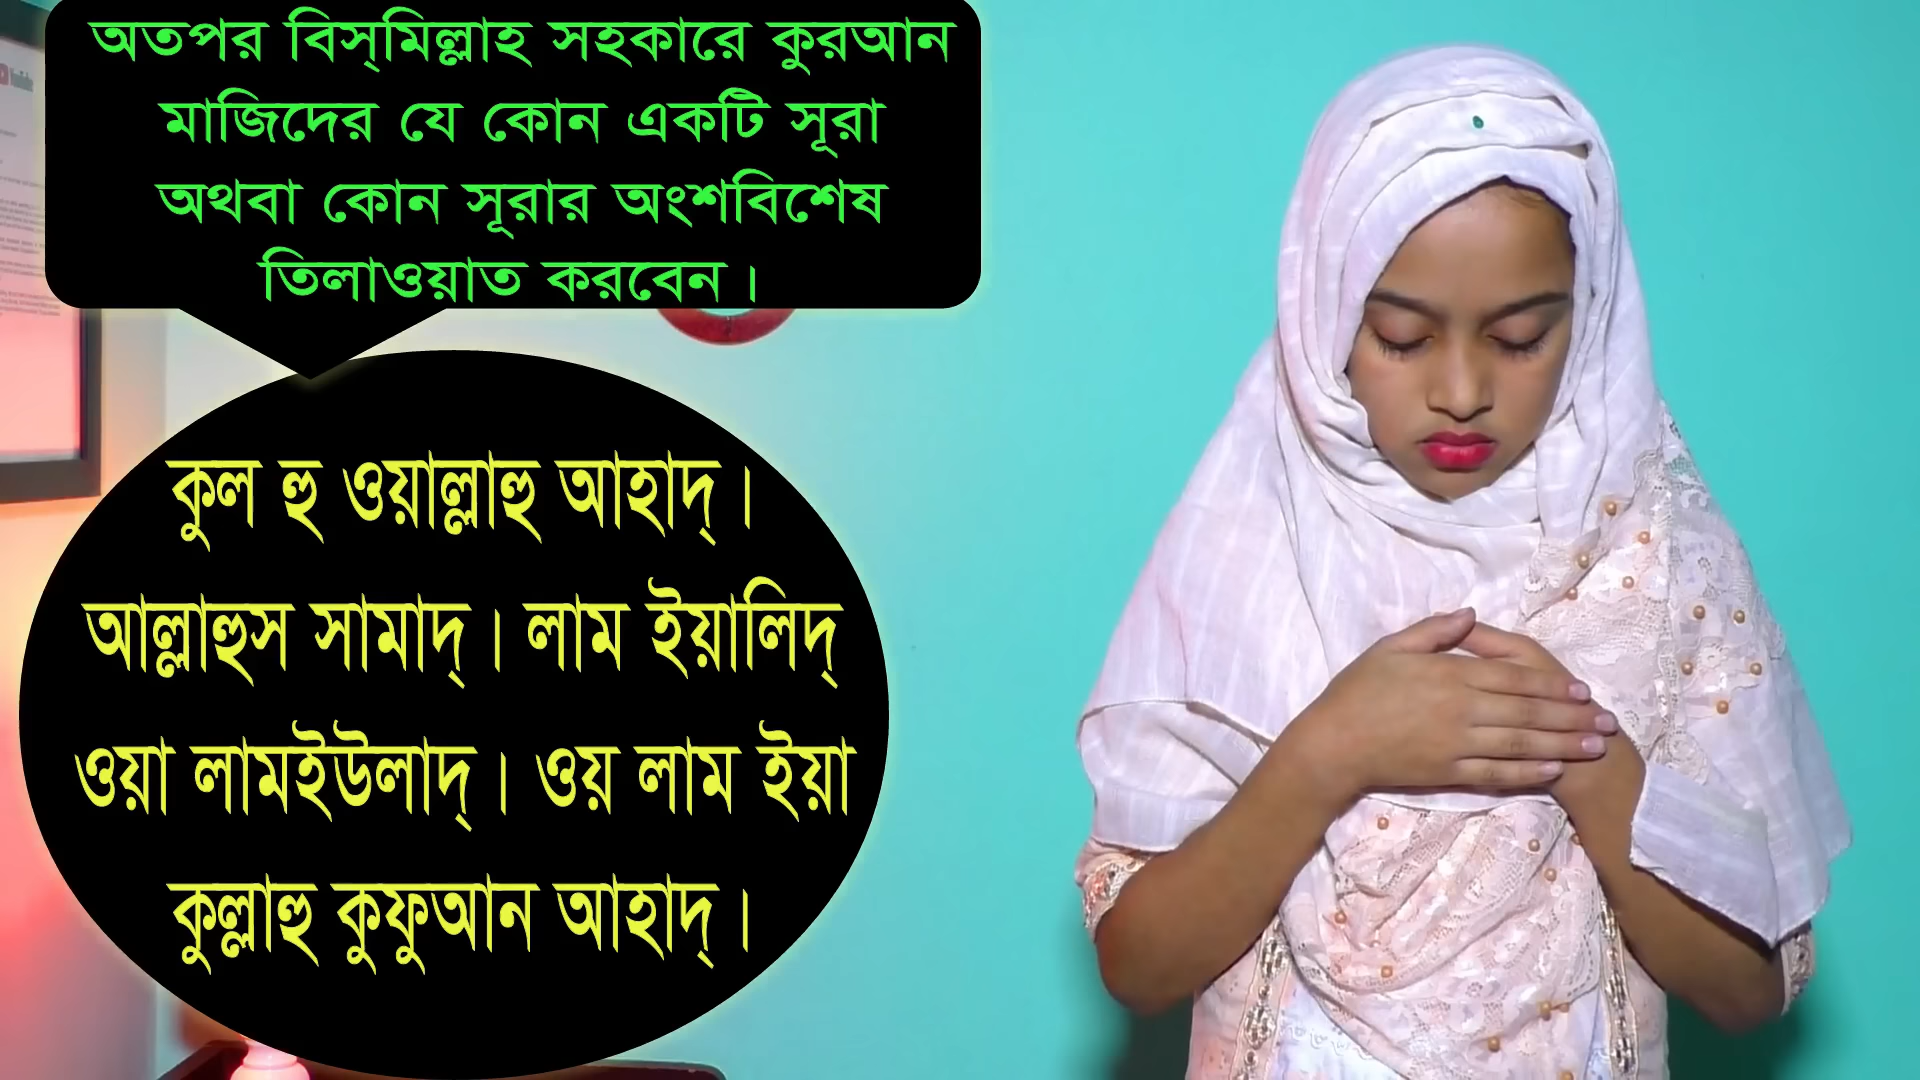 অতপর বিস্‌মিল্লাহ সহকারে কুরআন
মাজিদের যে কোন একটি সূরা
অথবা কোন সূরার অংশবিশেষ
তিলাওয়াত করবেন।
কুল হু ওয়াল্লাহু আহাদ্।
আল্লাহুস সামাদ্। লাম ইয়ালিদ্
ওয়া লামইউলাদ্। ওয় লাম ইয়া
কুল্লাহু কুফুআন আহাদ্।